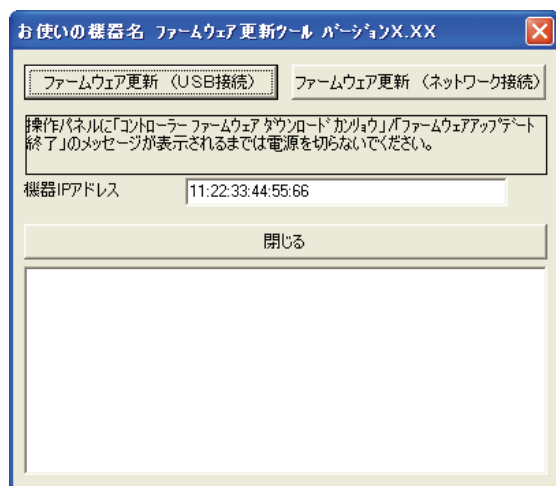 お使いの機器名 ファームウェア更新ツール バージョンX.XX
ファームウェア更新（USB接続）
ファームウェア更新（ネットワーク接続）
操作パネルに「コントローラー ファームウェア ダウンロード カンリョウ」/「ファームウェアアップデート
終了」のメッセージが表示されるまでは電源を切らないでください。
機器IPアドレス
11:22:33:44:55:66
閉じる